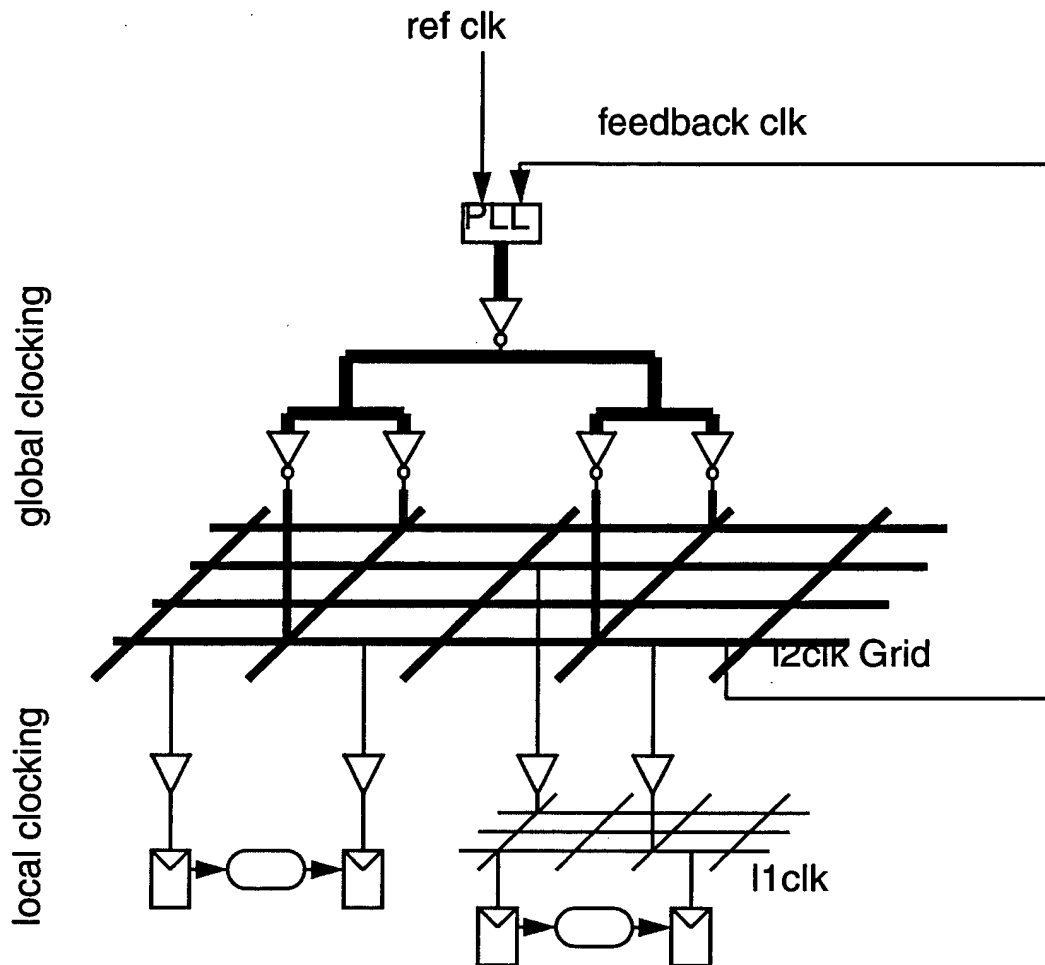 ref clk
feedback clk
PLL
global clocking
l2clk Grid
local clocking
l1clk